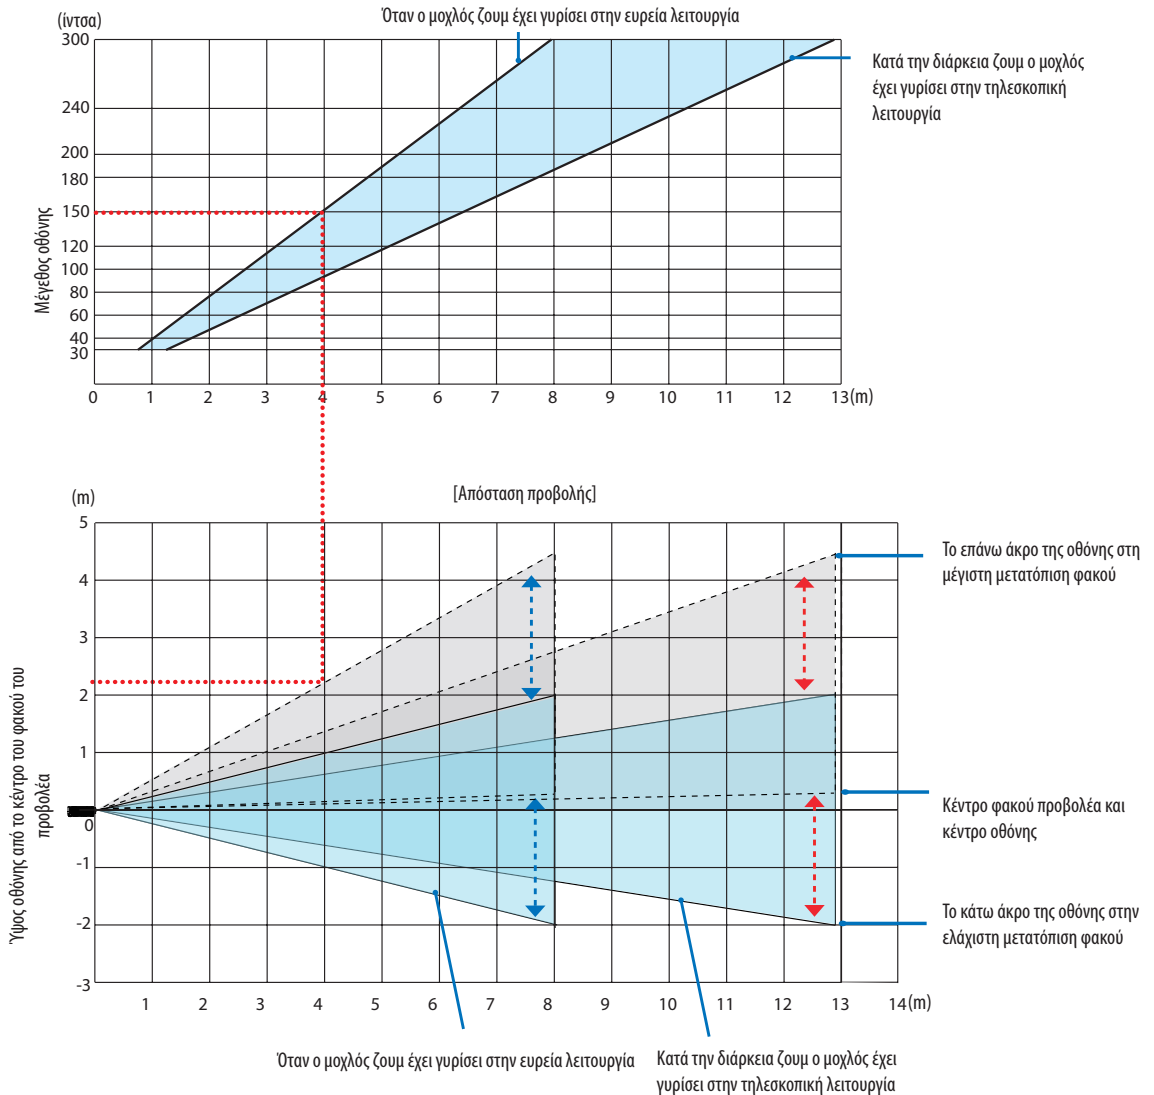 (ίντσα)
Όταν ο μοχλός ζουμ έχει γυρίσει στην ευρεία λειτουργία
300
240
200
180
150
120
100
80
60
40
30
Μέγεθος οθόνης
Κατά την διάρκεια ζουμ ο μοχλός
έχει γυρίσει στην τηλεσκοπική
λειτουργία
0 1 2 3 4 5 6 7 8 9 10 11 12 13 (m)
(m)
[Απόσταση προβολής]
5
4
3
2
1
0
-1
-2
-3
Ύψος οθόνης από το κέντρο του φακού του
προβολέα
Το επάνω άκρο της οθόνης στη
μέγιστη μετατόπιση φακού
Κέντρο φακού προβολέα και
κέντρο οθόνης
Το κάτω άκρο της οθόνης στην
ελάχιστη μετατόπιση φακού
1 2 3 4 5 6 7 8 9 10 11 12 13 14 (m)
Όταν ο μοχλός ζουμ έχει γυρίσει στην ευρεία λειτουργία
Κατά την διάρκεια ζουμ ο μοχλός έχει
γυρίσει στην τηλεσκοπική λειτουργία